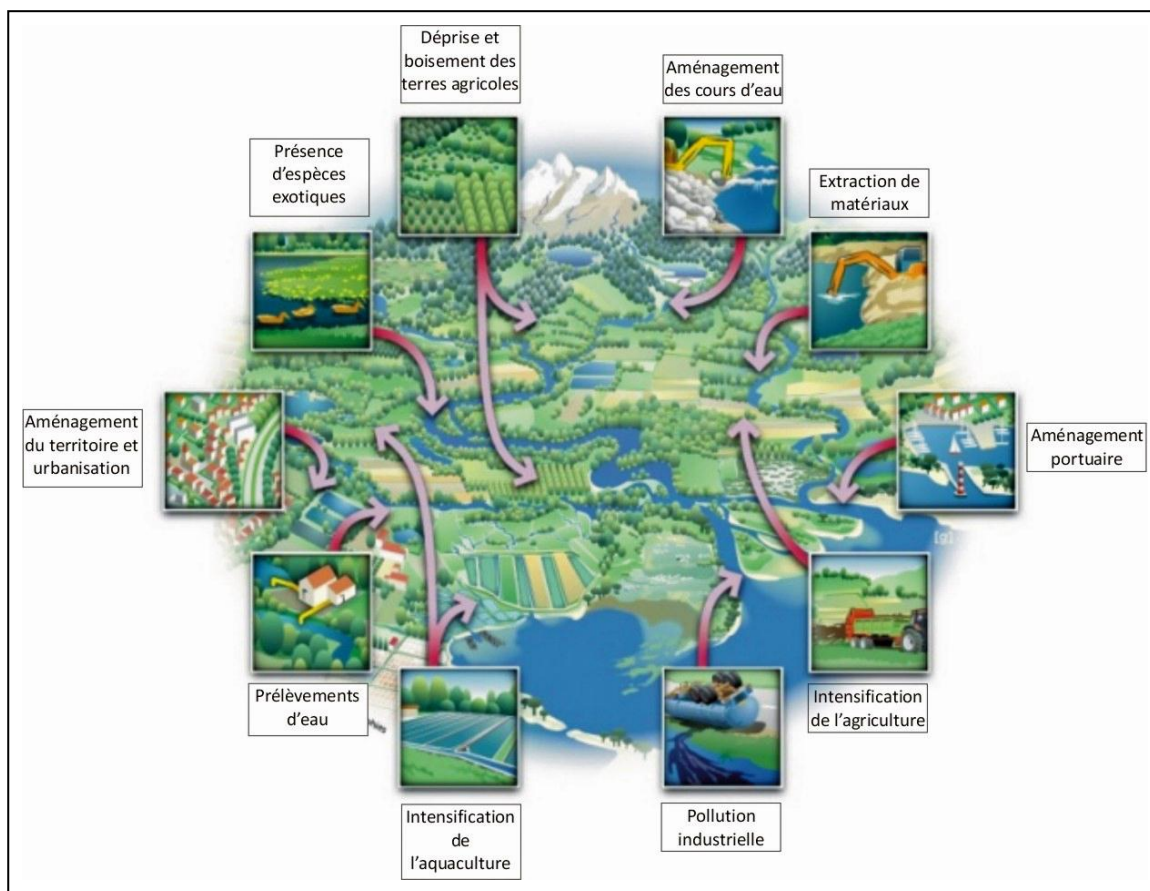 Déprise et
boisement des
terres agricoles
Aménagement
des cours d'eau
Présence
d'espèces
exotiques
Extraction de
matériaux
Aménagement
du territoire et
urbanisation
Aménagement
portuaire
[g]
Prélèvements
d'eau
Intensification
de l'agriculture
Intensification
de
l'aquaculture
Pollution
industrielle